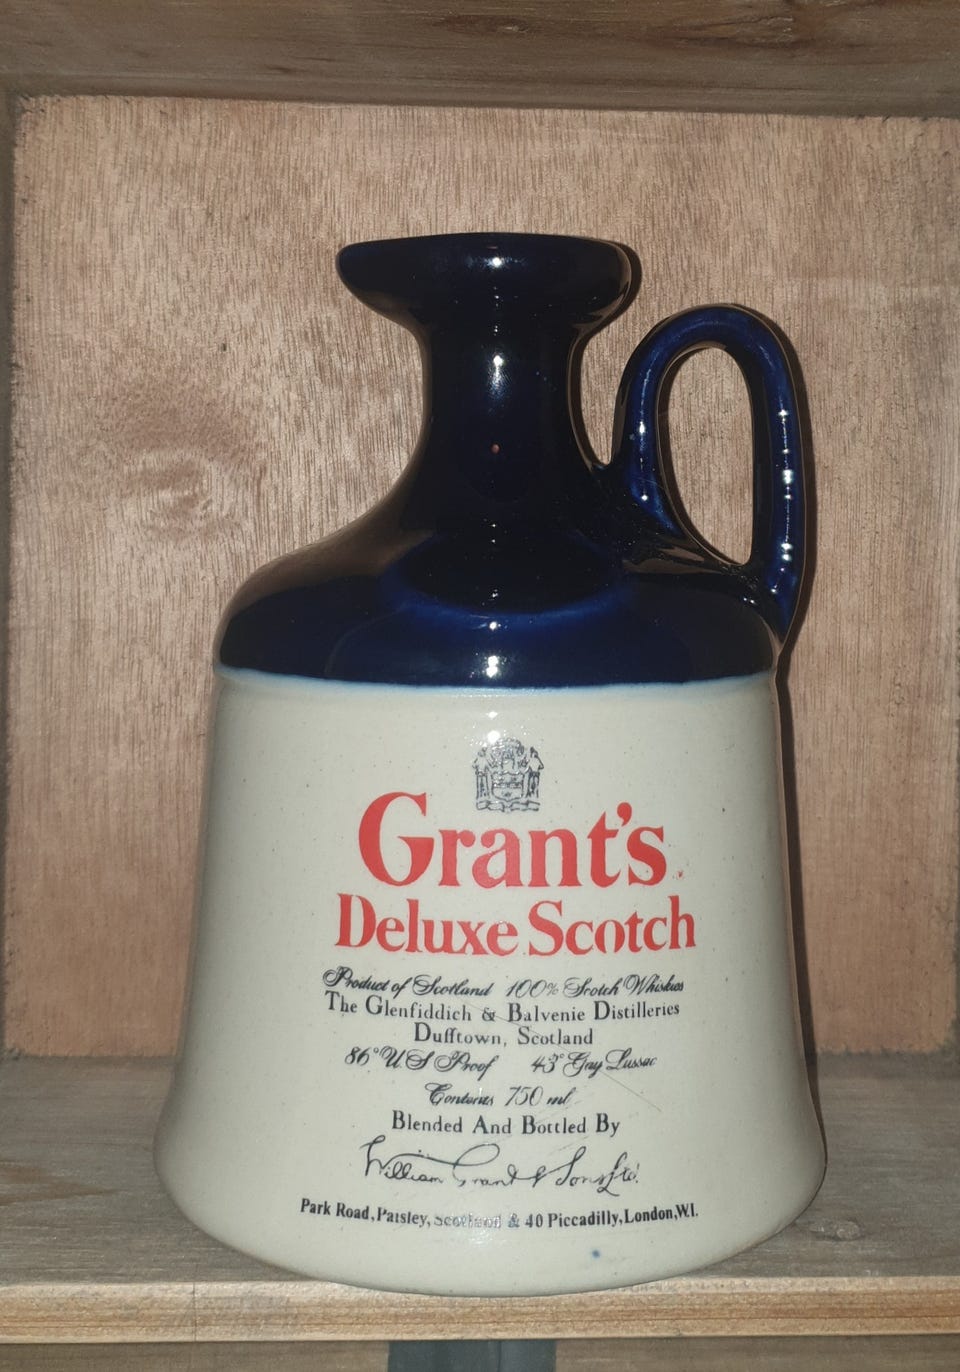 Grant's
Deluxe Scotch
Product of Scotland 100% Scotch Whiskies
The Glenfiddich & Balvenie Distilleries
Dufftown, Scotland
86° U.S Proof 43° Gay Lussac
Contents 750 ml
Blended And Bottled By
William Grant & Sons Ltd.
Park Road, Paisley, Scotland & 40 Piccadilly, London, W.1.